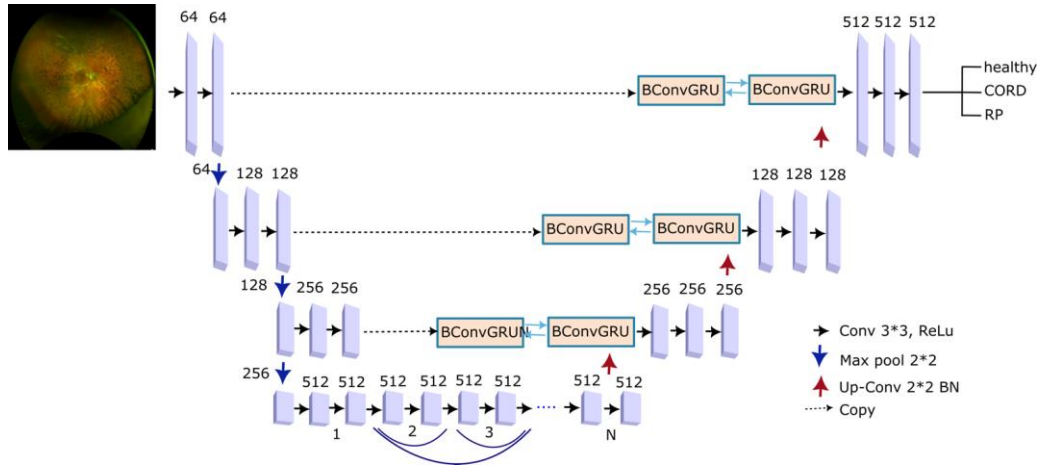 64 64
512 512 512
BConvGRU BConvGRU
healthy
CORD
RP
64 128 128
128 128 128
BConvGRU BConvGRU
128 256 256
256 256 256
BConvGRUN BConvGRU
256 512 512 512 512 512 512 512 512
1 2 3 N
Conv 3*3, ReLu
Max pool 2*2
Up-Conv 2*2 BN
Copy